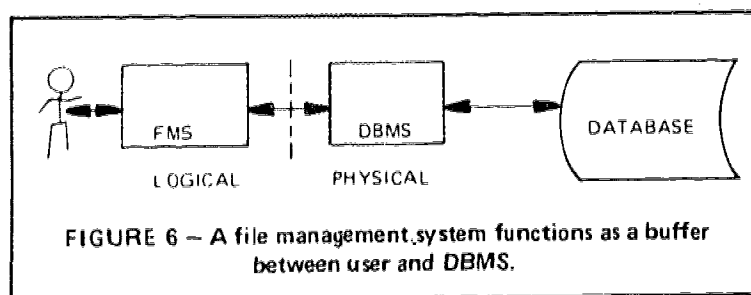 FMS
DBMS
DATABASE
LOGICAL
PHYSICAL
FIGURE 6 – A file management system functions as a buffer
between user and DBMS.